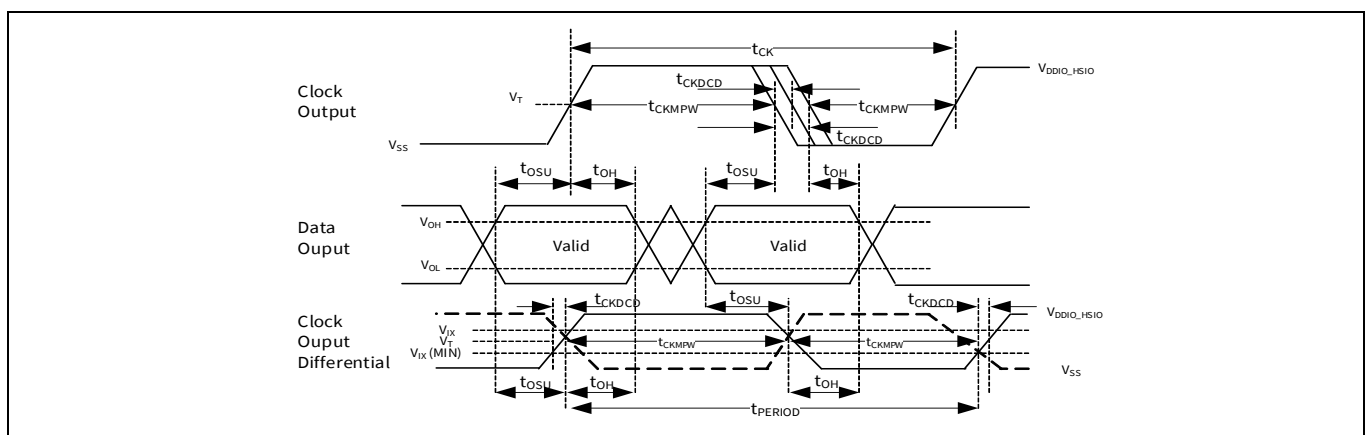 tCK
VDDIO_HSIO
tCKDCD
Clock
Output
VT
tCKMPW
tCKMPW
tCKDCD
VSS
tOSU
tOH
tOSU
tOH
VOH
Data
Ouput
Valid
Valid
VOL
tCKDCD
tOSU
tCKDCD
VDDIO_HSIO
Clock
Ouput
Differential
VIX
VT
VIX (MIN)
tCKMPW
tCKMPW
VSS
tOSU
tOH
tOH
tPERIOD